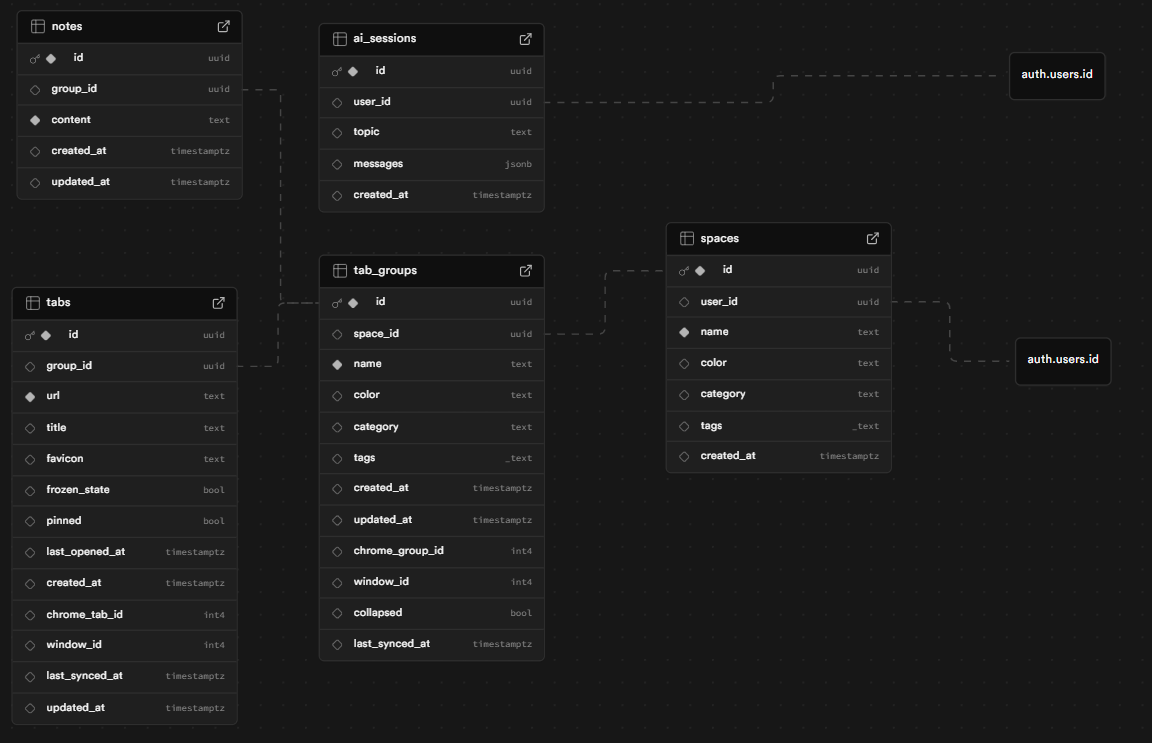 notes
id uuid
group_id uuid
content text
created_at timestamptz
updated_at timestamptz
ai_sessions
id uuid
user_id uuid
topic text
messages jsonb
created_at timestamptz
auth.users.id
tabs
id uuid
group_id uuid
url text
title text
favicon text
frozen_state bool
pinned bool
last_opened_at timestamptz
created_at timestamptz
chrome_tab_id int4
window_id int4
last_synced_at timestamptz
updated_at timestamptz
tab_groups
id uuid
space_id uuid
name text
color text
category text
tags _text
created_at timestamptz
updated_at timestamptz
chrome_group_id int4
window_id int4
collapsed bool
last_synced_at timestamptz
spaces
id uuid
user_id uuid
name text
color text
category text
tags _text
created_at timestamptz
auth.users.id